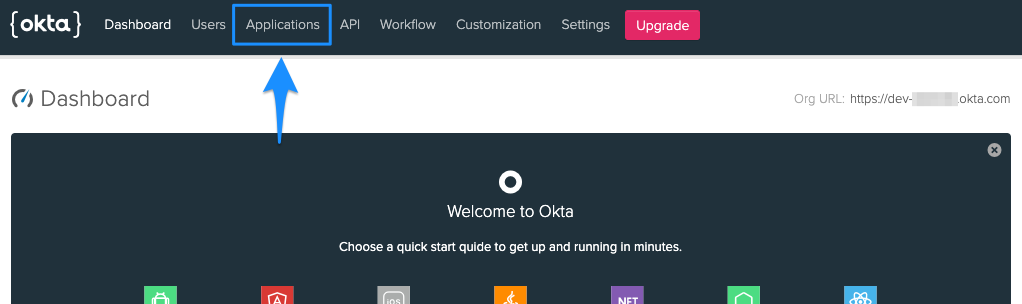 {okta} Dashboard Users Applications API Workflow Customization Settings Upgrade
Dashboard
Org URL: https://dev- .okta.com
Welcome to Okta
Choose a quick start guide to get up and running in minutes.
iOS .NET